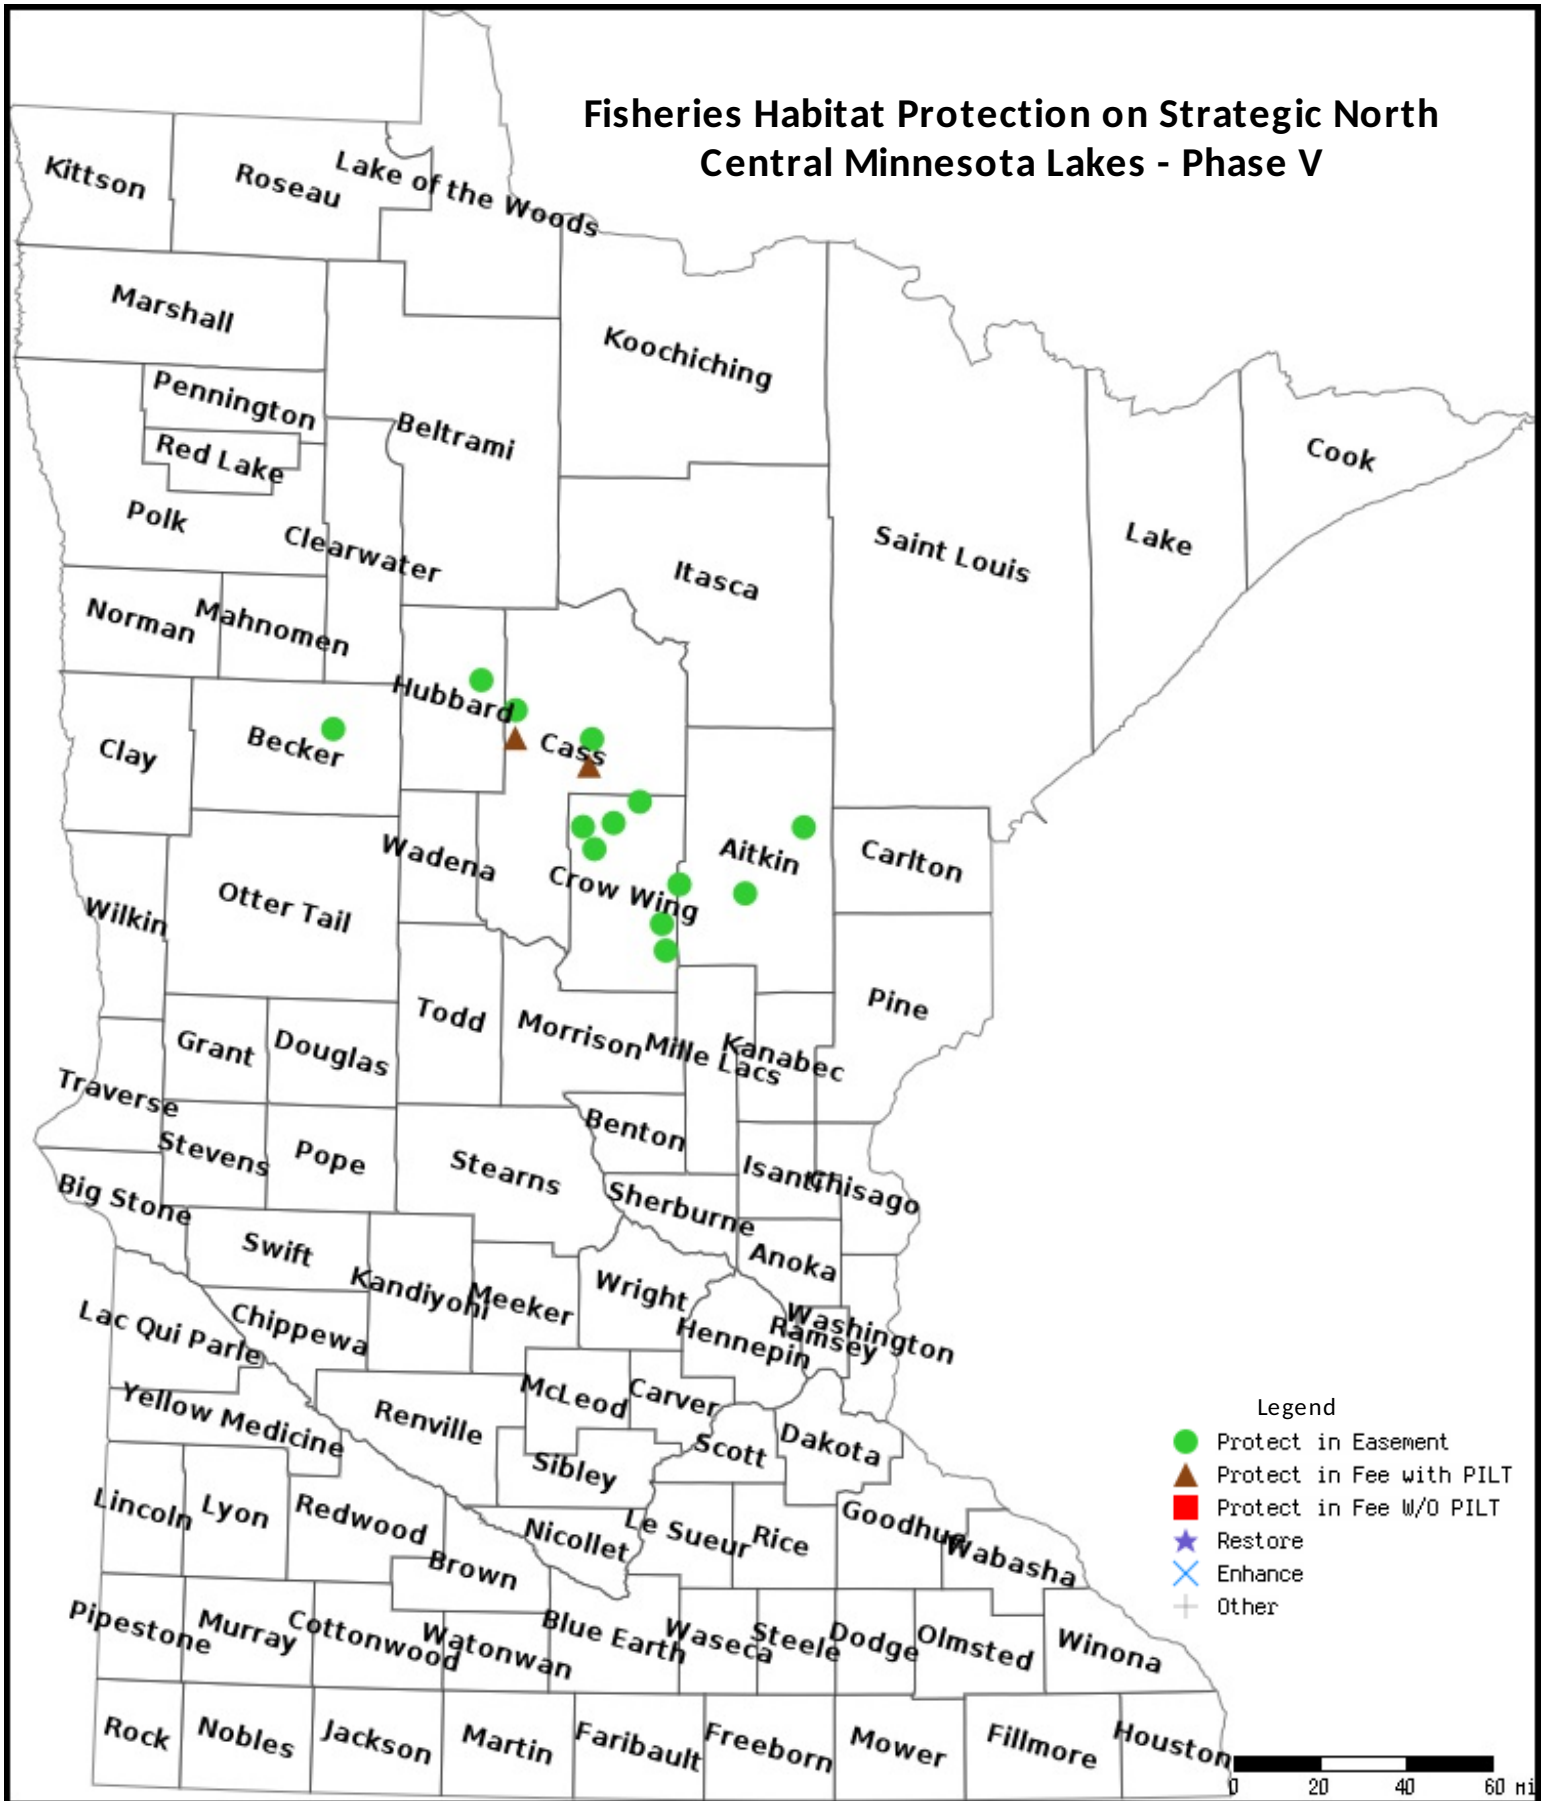 Fisheries Habitat Protection on Strategic North
Central Minnesota Lakes - Phase V
Kittson
Roseau
Lake of the Woods
Marshall
Koochiching
Pennington
Beltrami
Red Lake
Cook
Polk
Clearwater
Saint Louis
Lake
Itasca
Norman
Mahnomen
Hubbard
Clay
Becker
Cass
Wadena
Aitkin
Carlton
Crow Wing
Otter Tail
Wilkin
Pine
Todd
Morrison
Mille Lacs
Kanabec
Grant
Douglas
Traverse
Benton
Stevens
Pope
Stearns
Isanti
Chisago
Big Stone
Sherburne
Swift
Anoka
Kandiyohi
Meeker
Wright
Lac Qui Parle
Chippewa
Hennepin
Ramsey
Washington
McLeod
Carver
Yellow Medicine
Renville
Scott
Dakota
Sibley
Lincoln
Lyon
Redwood
Nicollet
Le Sueur
Rice
Goodhue
Wabasha
Brown
Pipestone
Murray
Cottonwood
Watonwan
Blue Earth
Waseca
Steele
Dodge
Olmsted
Winona
Rock
Nobles
Jackson
Martin
Faribault
Freeborn
Mower
Fillmore
Houston
Legend
Protect in Easement
Protect in Fee with PILT
Protect in Fee W/O PILT
Restore
Enhance
Other
0 20 40 60 mi